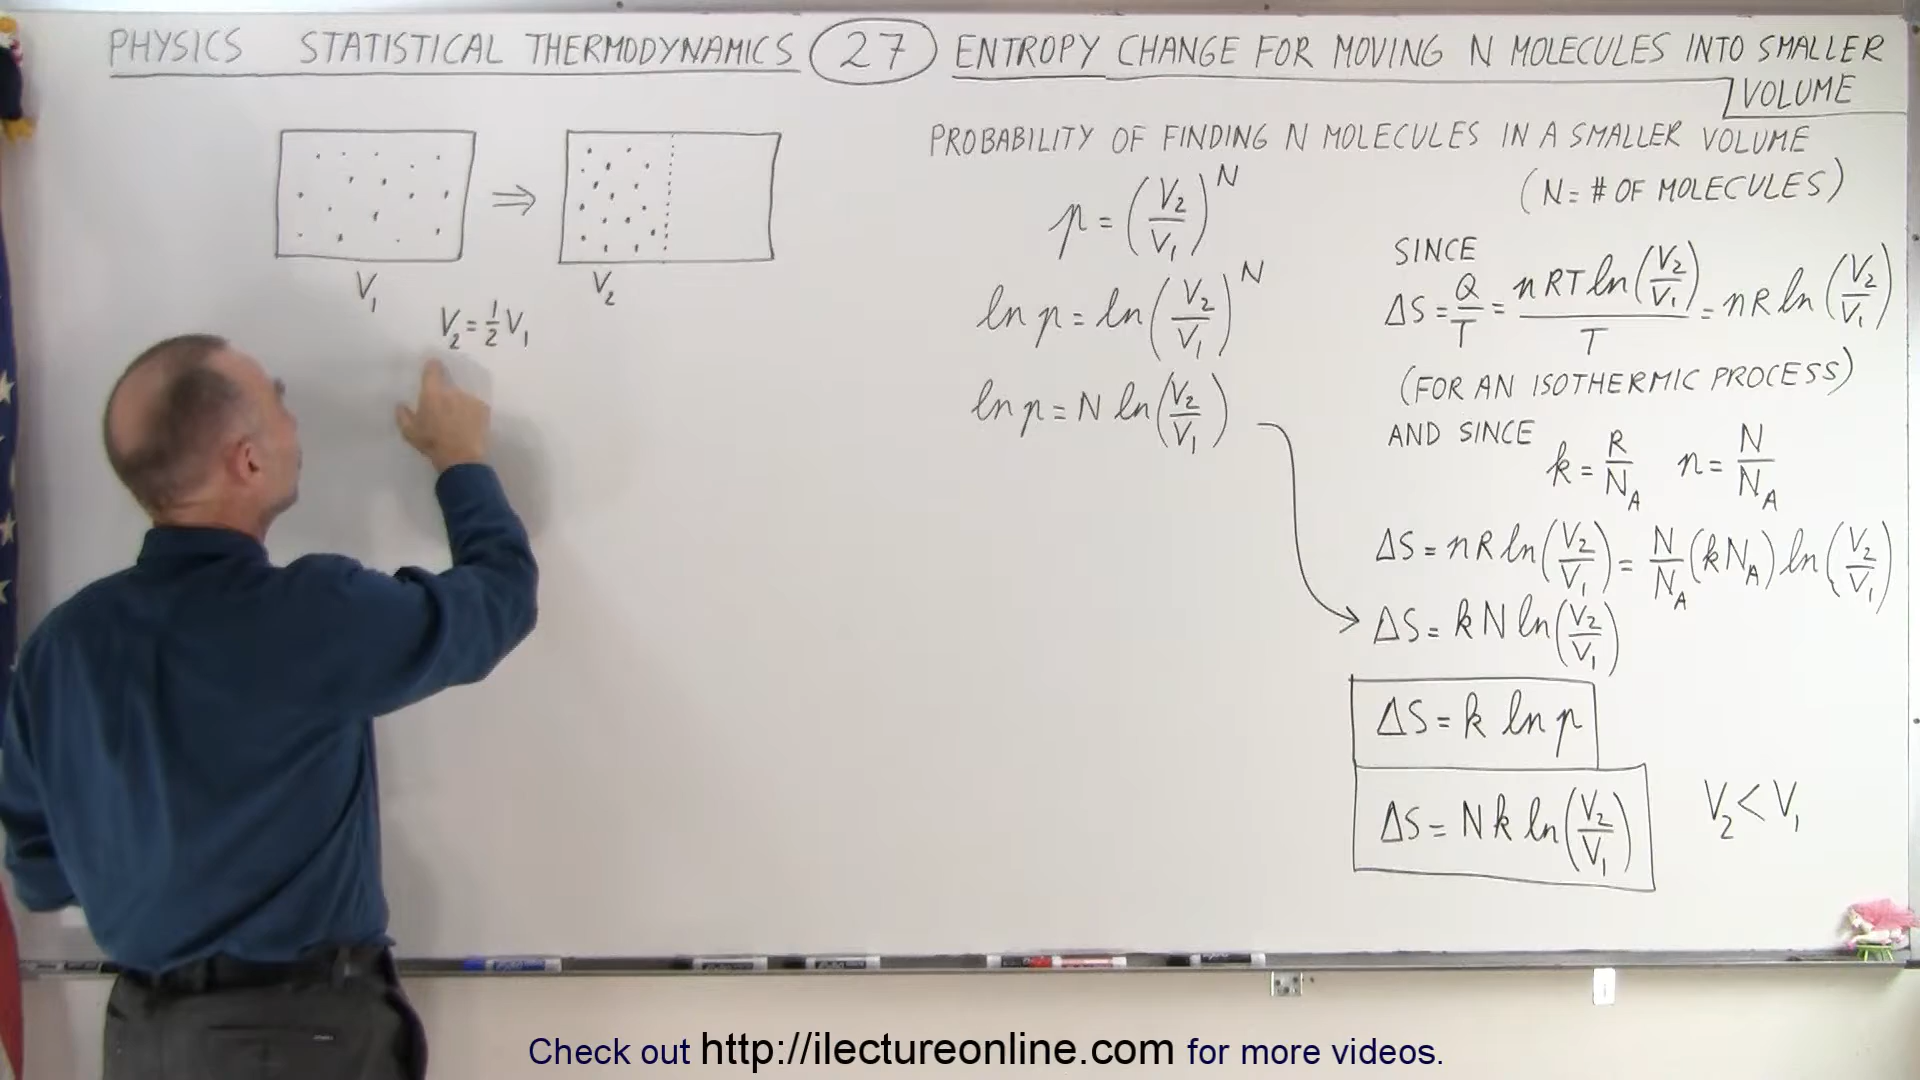 PHYSICS STATISTICAL THERMODYNAMICS 27 ENTROPY CHANGE FOR MOVING N MOLECULES INTO SMALLER
VOLUME
V₁
V₂
V₂ = ½ V₁
PROBABILITY OF FINDING N MOLECULES IN A SMALLER VOLUME
(N = # OF MOLECULES)
p = (V₂/V₁)^N
ln p = ln (V₂/V₁)^N
ln p = N ln (V₂/V₁)
SINCE
ΔS = Q/T = nRT ln (V₂/V₁)/T = nR ln (V₂/V₁)
(FOR AN ISOTHERMIC PROCESS)
AND SINCE k = R/N_A n = N/N_A
ΔS = nR ln (V₂/V₁) = N/N_A (kN_A) ln (V₂/V₁)
ΔS = kN ln (V₂/V₁)
ΔS = k ln p
ΔS = Nk ln (V₂/V₁) V₂ < V₁
Check out http://ilectureonline.com for more videos.